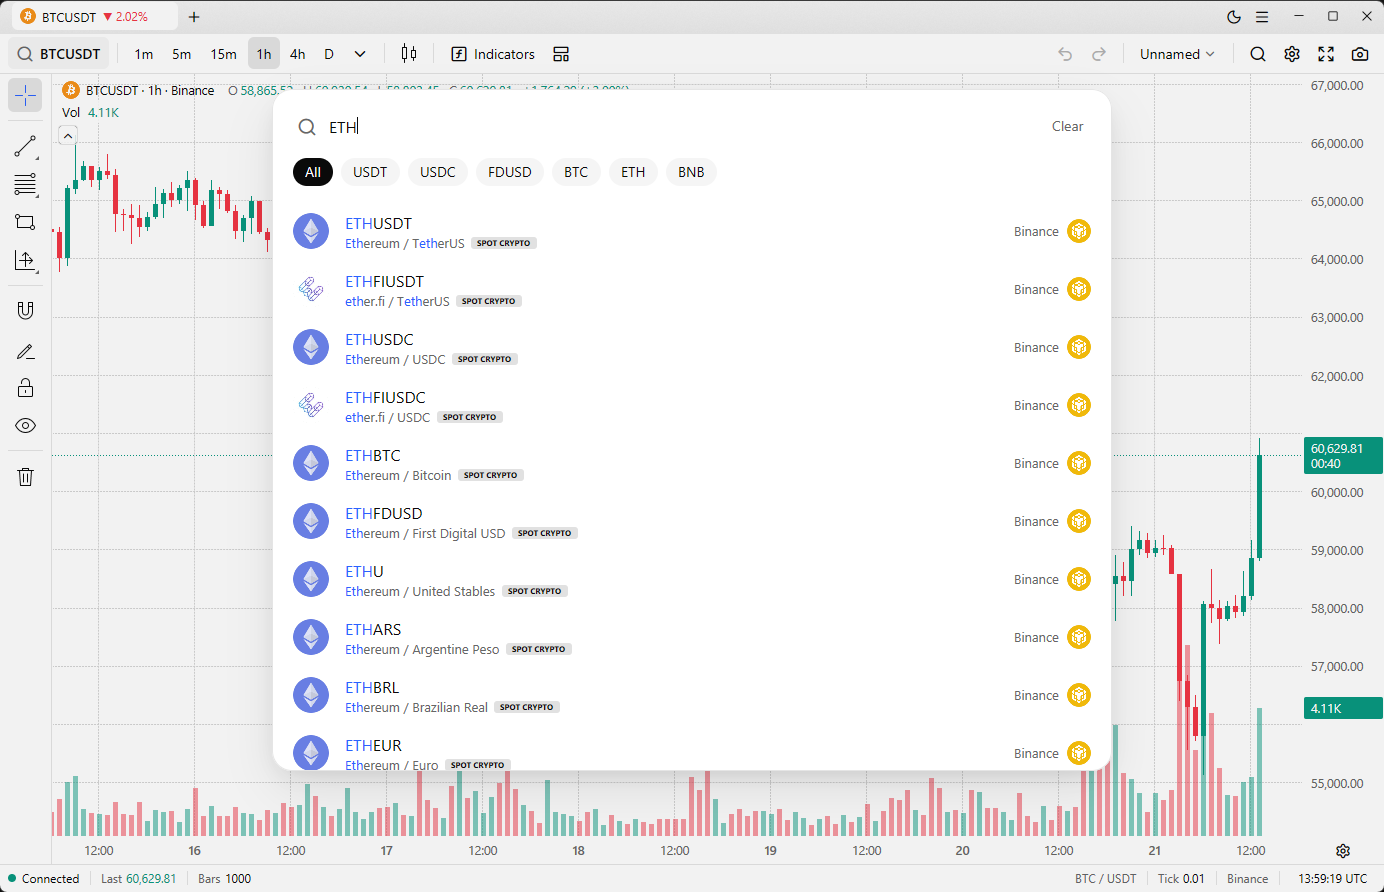 BTCUSDT ▼ 2.02%
BTCUSDT 1m 5m 15m 1h 4h D Indicators Unnamed
BTCUSDT · 1h · Binance O 58,865.52
Vol 4.11K
ETH Clear
All USDT USDC FDUSD BTC ETH BNB
ETHUSDT
Ethereum / TetherUS SPOT CRYPTO Binance
ETHFIUSDT
ether.fi / TetherUS SPOT CRYPTO Binance
ETHUSDC
Ethereum / USDC SPOT CRYPTO Binance
ETHFIUSDC
ether.fi / USDC SPOT CRYPTO Binance
ETHBTC
Ethereum / Bitcoin SPOT CRYPTO Binance
ETHFDUSD
Ethereum / First Digital USD SPOT CRYPTO Binance
ETHU
Ethereum / United Stables SPOT CRYPTO Binance
ETHARS
Ethereum / Argentine Peso SPOT CRYPTO Binance
ETHBRL
Ethereum / Brazilian Real SPOT CRYPTO Binance
ETHEUR
Ethereum / Euro SPOT CRYPTO Binance
67,000.00
66,000.00
65,000.00
64,000.00
63,000.00
62,000.00
60,629.81
00:40
60,000.00
59,000.00
58,000.00
57,000.00
4.11K
55,000.00
12:00 16 12:00 17 12:00 18 12:00 19 12:00 20 12:00 21 12:00
Connected Last 60,629.81 Bars 1000 BTC / USDT Tick 0.01 Binance 13:59:19 UTC